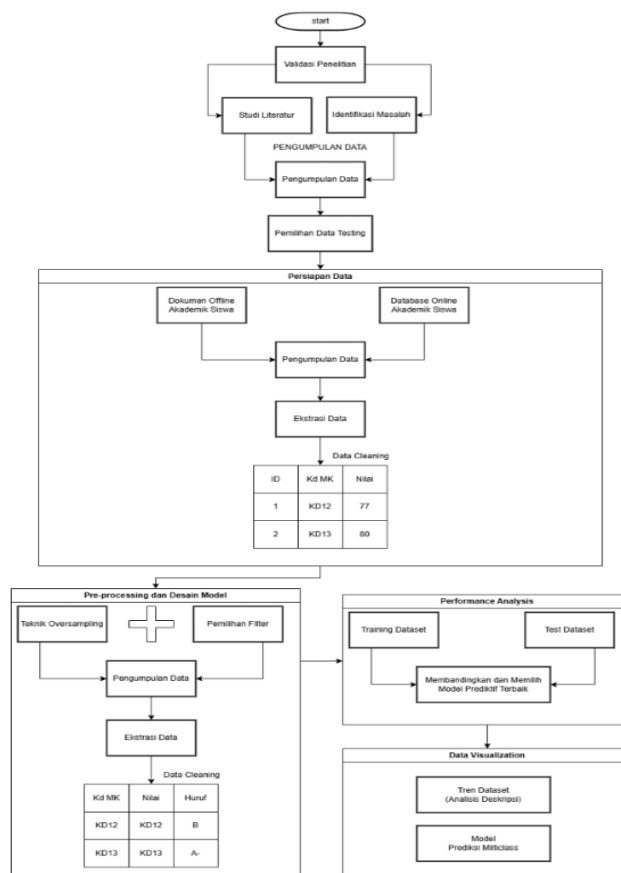 start
Validasi Penelitian
Studi Literatur
Identifikasi Masalah
PENGUMPULAN DATA
Pengumpulan Data
Pemilihan Data Testing
Persiapan Data
Dokumen Offline
Akademik Siswa
Database Online
Akademik Siswa
Pengumpulan Data
Ekstrasi Data
Data Cleaning
ID Kd MK Nilai
1 KD12 77
2 KD13 80
Pre-processing dan Desain Model
Teknik Oversampling
Pemilihan Filter
Pengumpulan Data
Ekstrasi Data
Data Cleaning
Kd MK Nilai Huruf
KD12 KD12 B
KD13 KD13 A-
Performance Analysis
Training Dataset
Test Dataset
Membandingkan dan Memilih
Model Prediktif Terbaik
Data Visualization
Tren Dataset
(Analisis Deskripsi)
Model
Prediksi Milticlass